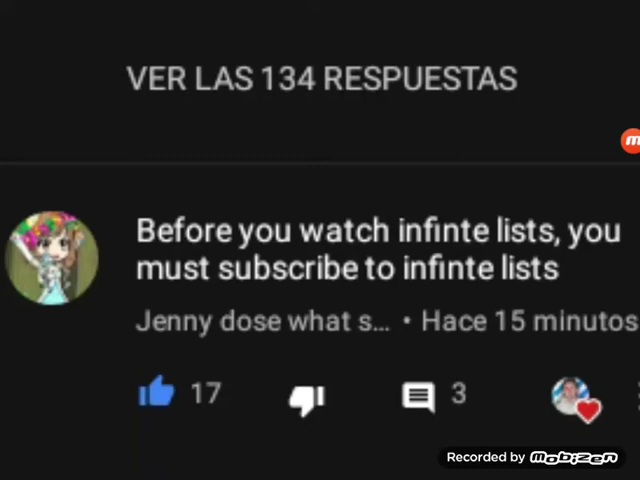 VER LAS 134 RESPUESTAS
m
Before you watch infinte lists, you
must subscribe to infinte lists
Jenny dose what s... • Hace 15 minutos
17
3
Recorded by Mobizen